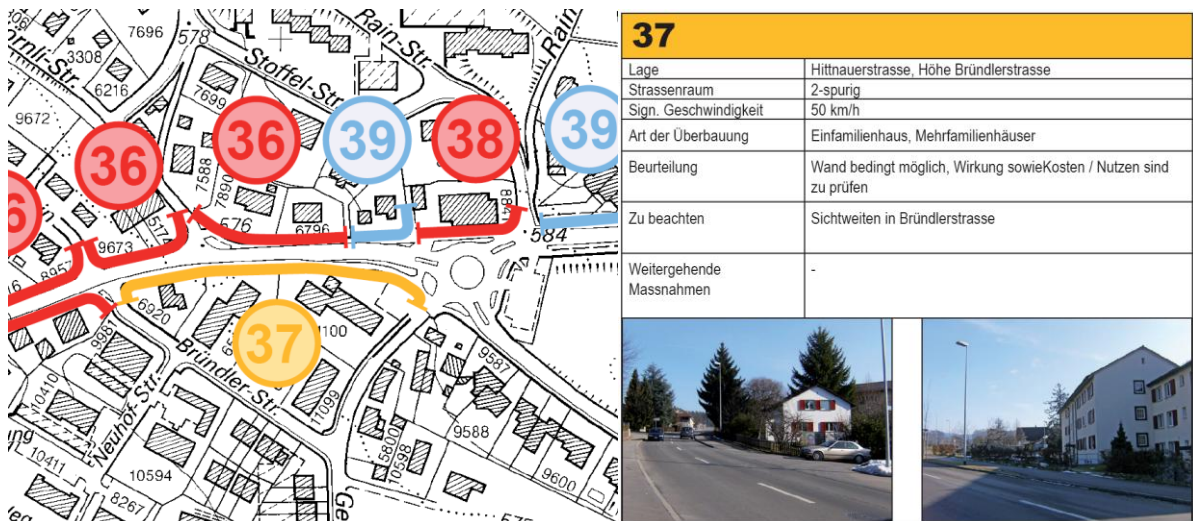 7696
578
3308
6216
Rain-Str.
Stoffel-Str.
7699
9672
36
36
39
38
39
7588
576
6796
584
9673
5174
8957
6920
37
9981
Bründler-Str.
Neuhof-Str.
11099
9587
9588
5800
10598
9600
10410
10411
10594
8267
37
Lage Hittnauerstrasse, Höhe Bründlerstrasse
Strassenraum 2-spurig
Sign. Geschwindigkeit 50 km/h
Art der Überbauung Einfamilienhaus, Mehrfamilienhäuser
Beurteilung Wand bedingt möglich, Wirkung sowieKosten / Nutzen sind
zu prüfen
Zu beachten Sichtweiten in Bründlerstrasse
Weitergehende -
Massnahmen